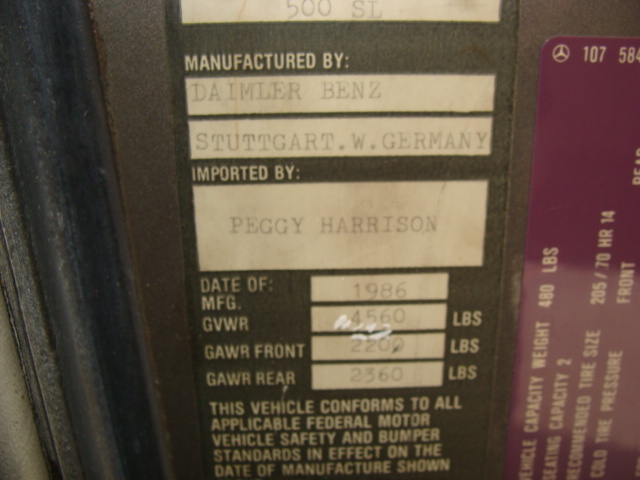 500 SL
MANUFACTURED BY:
DAIMLER BENZ
STUTTGART.W.GERMANY
IMPORTED BY:
PEGGY HARRISON
DATE OF: 1986
MFG.
GVWR 4560 LBS
GAWR FRONT 2200 LBS
GAWR REAR 2360 LBS
THIS VEHICLE CONFORMS TO ALL
APPLICABLE FEDERAL MOTOR
VEHICLE SAFETY AND BUMPER
STANDARDS IN EFFECT ON THE
DATE OF MANUFACTURE SHOWN
107 584
VEHICLE CAPACITY WEIGHT 480 LBS
SEATING CAPACITY 2
RECOMMENDED TIRE SIZE 205/70 HR 14
COLD TIRE PRESSURE FRONT REAR